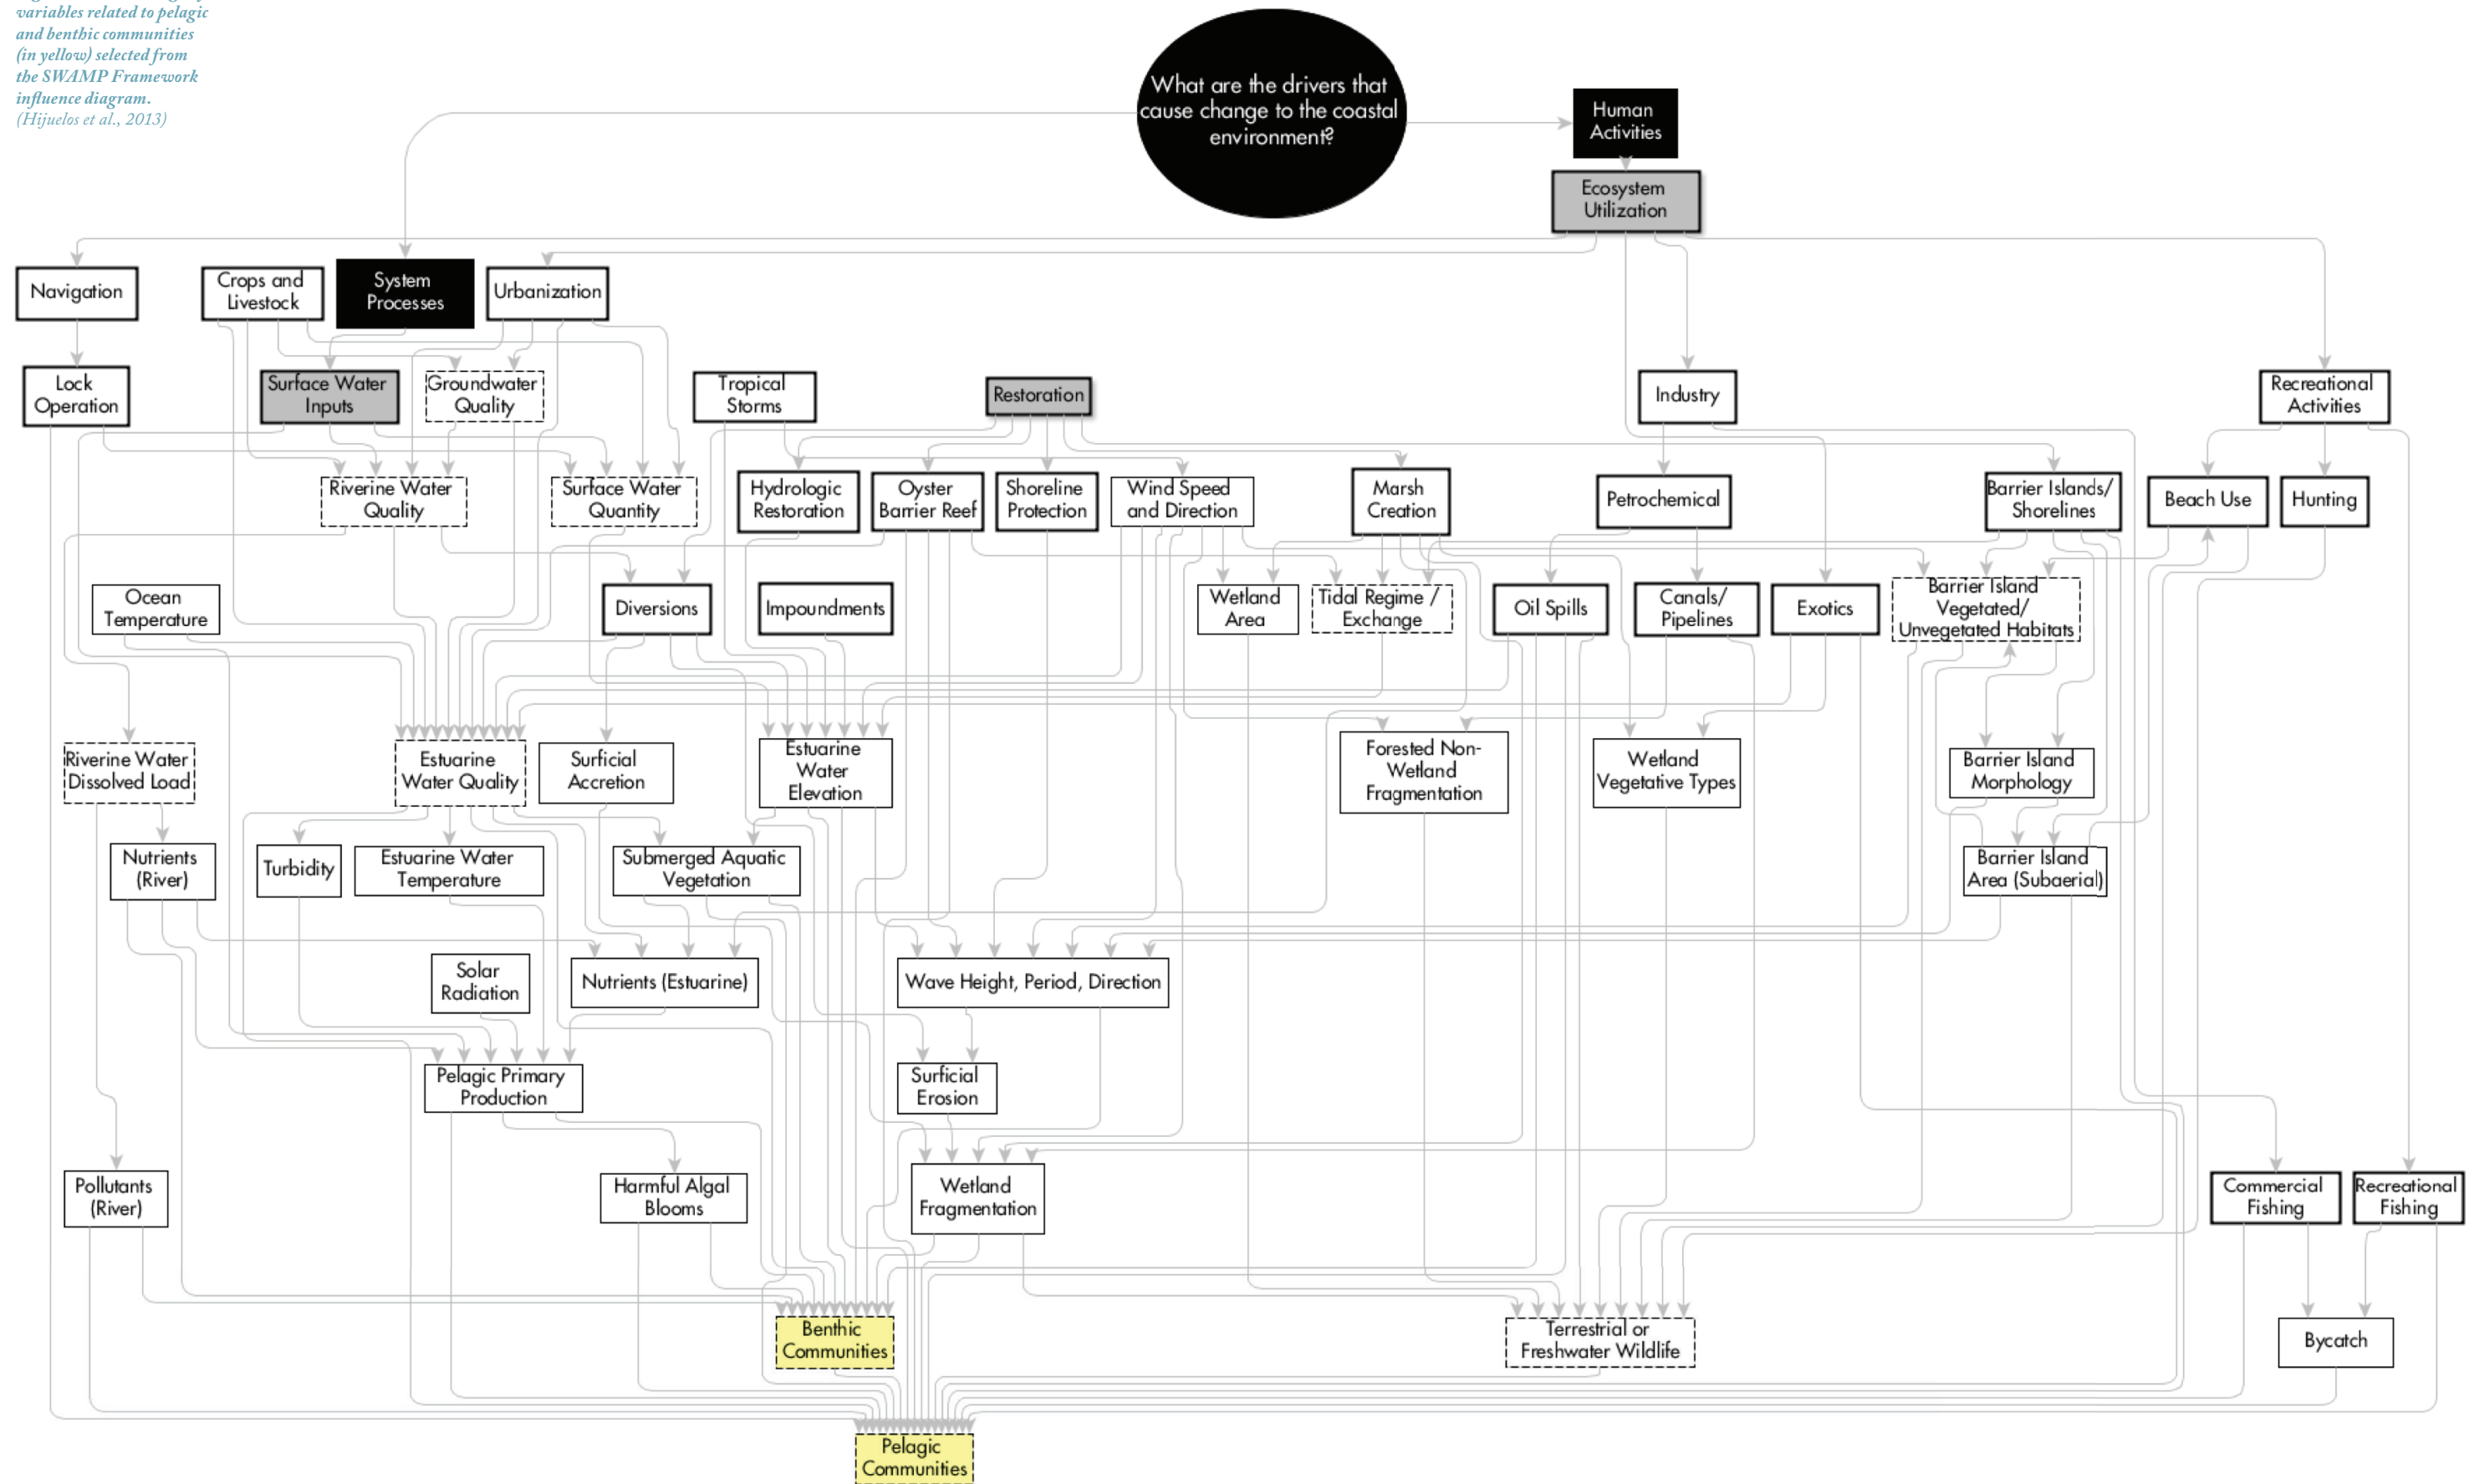 variables related to pelagic
and benthic communities
(in yellow) selected from
the SWAMP Framework
influence diagram.
(Hijuelos et al., 2013)
What are the drivers that
cause change to the coastal
environment?
Human
Activities
Ecosystem
Utilization
Navigation
Crops and
Livestock
System
Processes
Urbanization
Lock
Operation
Surface Water
Inputs
Groundwater
Quality
Tropical
Storms
Restoration
Industry
Recreational
Activities
Riverine Water
Quality
Surface Water
Quantity
Hydrologic
Restoration
Oyster
Barrier Reef
Shoreline
Protection
Wind Speed
and Direction
Marsh
Creation
Petrochemical
Barrier Islands/
Shorelines
Beach Use
Hunting
Ocean
Temperature
Diversions
Impoundments
Wetland
Area
Tidal Regime /
Exchange
Oil Spills
Canals/
Pipelines
Exotics
Barrier Island
Vegetated/
Unvegetated Habitats
Riverine Water
Dissolved Load
Estuarine
Water Quality
Surficial
Accretion
Estuarine
Water
Elevation
Forested Non-
Wetland
Fragmentation
Wetland
Vegetative Types
Barrier Island
Morphology
Nutrients
(River)
Turbidity
Estuarine Water
Temperature
Submerged Aquatic
Vegetation
Barrier Island
Area (Subaerial)
Solar
Radiation
Nutrients (Estuarine)
Wave Height, Period, Direction
Pelagic Primary
Production
Surficial
Erosion
Pollutants
(River)
Harmful Algal
Blooms
Wetland
Fragmentation
Commercial
Fishing
Recreational
Fishing
Benthic
Communities
Terrestrial or
Freshwater Wildlife
Bycatch
Pelagic
Communities